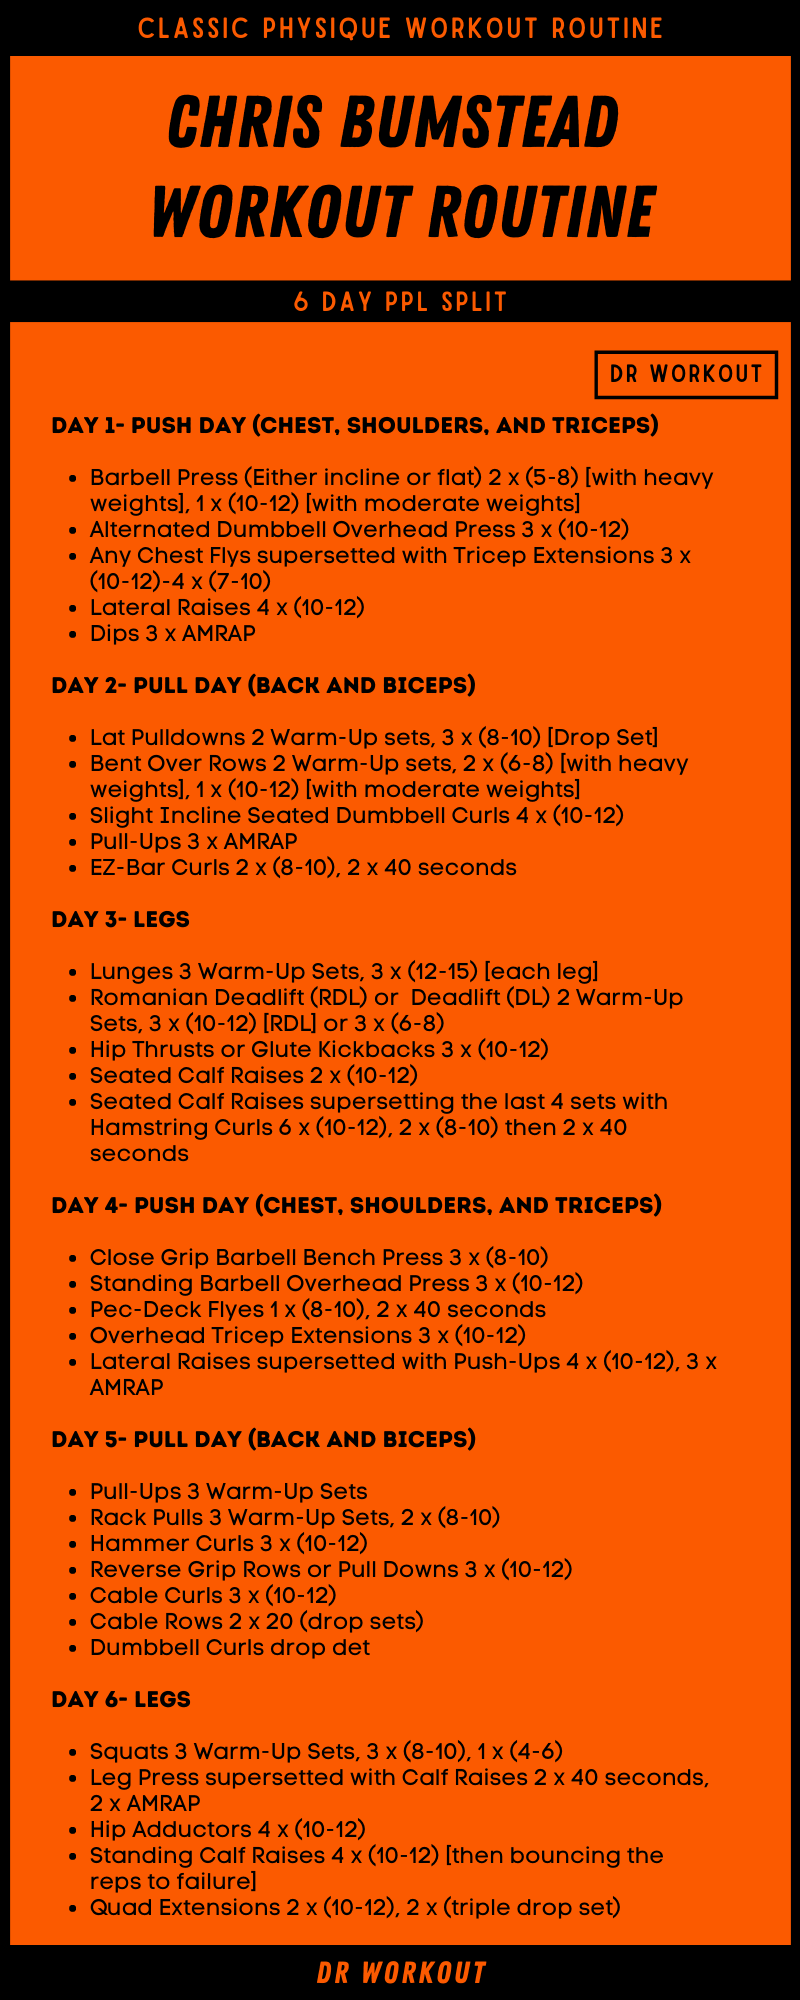 CLASSIC PHYSIQUE WORKOUT ROUTINE
CHRIS BUMSTEAD
WORKOUT ROUTINE
6 DAY PPL SPLIT
DR WORKOUT
DAY 1- PUSH DAY (CHEST, SHOULDERS, AND TRICEPS)
• Barbell Press (Either incline or flat) 2 x (5-8) [with heavy
weights], 1 x (10-12) [with moderate weights]
• Alternated Dumbbell Overhead Press 3 x (10-12)
• Any Chest Flys supersetted with Tricep Extensions 3 x
(10-12)-4 x (7-10)
• Lateral Raises 4 x (10-12)
• Dips 3 x AMRAP
DAY 2- PULL DAY (BACK AND BICEPS)
• Lat Pulldowns 2 Warm-Up sets, 3 x (8-10) [Drop Set]
• Bent Over Rows 2 Warm-Up sets, 2 x (6-8) [with heavy
weights], 1 x (10-12) [with moderate weights]
• Slight Incline Seated Dumbbell Curls 4 x (10-12)
• Pull-Ups 3 x AMRAP
• EZ-Bar Curls 2 x (8-10), 2 x 40 seconds
DAY 3- LEGS
• Lunges 3 Warm-Up Sets, 3 x (12-15) [each leg]
• Romanian Deadlift (RDL) or  Deadlift (DL) 2 Warm-Up
Sets, 3 x (10-12) [RDL] or 3 x (6-8)
• Hip Thrusts or Glute Kickbacks 3 x (10-12)
• Seated Calf Raises 2 x (10-12)
• Seated Calf Raises supersetting the last 4 sets with
Hamstring Curls 6 x (10-12), 2 x (8-10) then 2 x 40
seconds
DAY 4- PUSH DAY (CHEST, SHOULDERS, AND TRICEPS)
• Close Grip Barbell Bench Press 3 x (8-10)
• Standing Barbell Overhead Press 3 x (10-12)
• Pec-Deck Flyes 1 x (8-10), 2 x 40 seconds
• Overhead Tricep Extensions 3 x (10-12)
• Lateral Raises supersetted with Push-Ups 4 x (10-12), 3 x
AMRAP
DAY 5- PULL DAY (BACK AND BICEPS)
• Pull-Ups 3 Warm-Up Sets
• Rack Pulls 3 Warm-Up Sets, 2 x (8-10)
• Hammer Curls 3 x (10-12)
• Reverse Grip Rows or Pull Downs 3 x (10-12)
• Cable Curls 3 x (10-12)
• Cable Rows 2 x 20 (drop sets)
• Dumbbell Curls drop det
DAY 6- LEGS
• Squats 3 Warm-Up Sets, 3 x (8-10), 1 x (4-6)
• Leg Press supersetted with Calf Raises 2 x 40 seconds,
2 x AMRAP
• Hip Adductors 4 x (10-12)
• Standing Calf Raises 4 x (10-12) [then bouncing the
reps to failure]
• Quad Extensions 2 x (10-12), 2 x (triple drop set)
DR WORKOUT